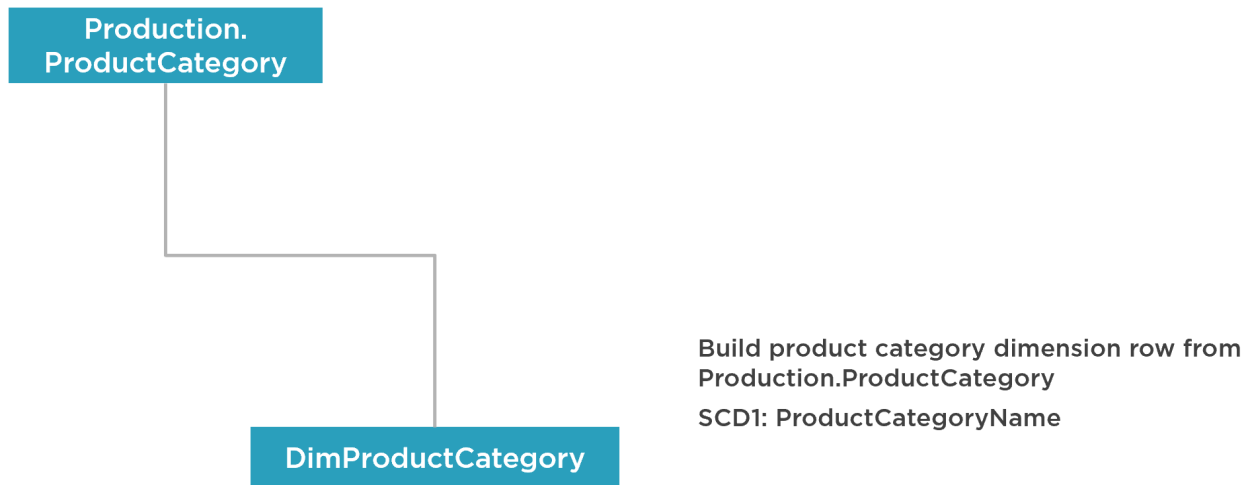 Production.
ProductCategory
Build product category dimension row from
Production.ProductCategory
SCD1: ProductCategoryName
DimProductCategory